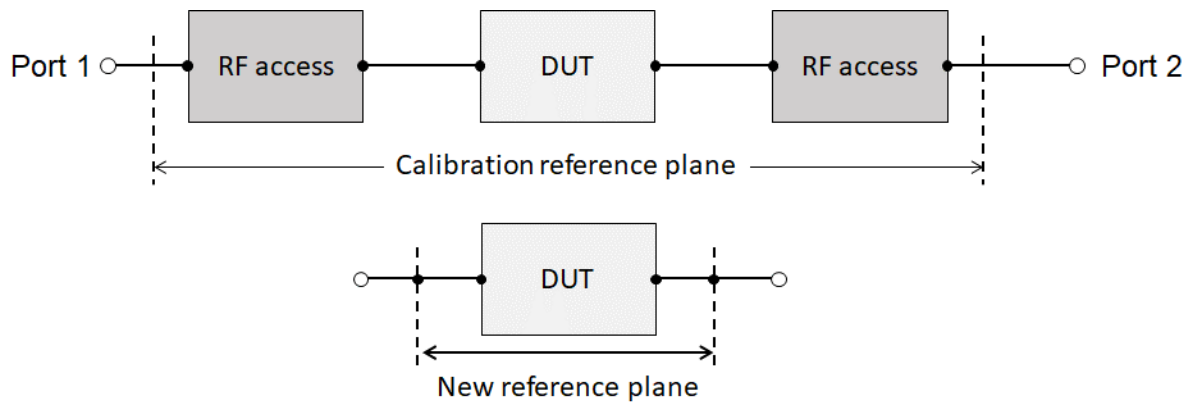 Port 1
RF access
DUT
RF access
Port 2
Calibration reference plane
DUT
New reference plane